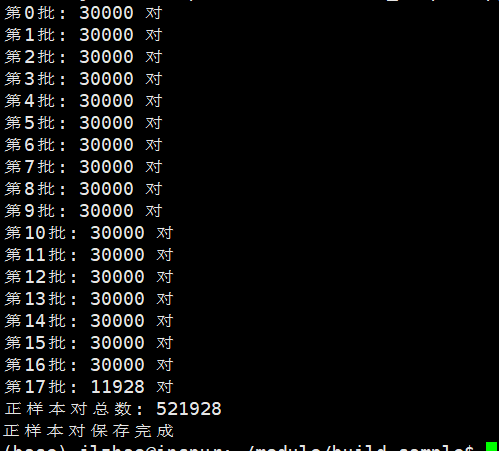 第0批: 30000 对
第1批: 30000 对
第2批: 30000 对
第3批: 30000 对
第4批: 30000 对
第5批: 30000 对
第6批: 30000 对
第7批: 30000 对
第8批: 30000 对
第9批: 30000 对
第10批: 30000 对
第11批: 30000 对
第12批: 30000 对
第13批: 30000 对
第14批: 30000 对
第15批: 30000 对
第16批: 30000 对
第17批: 11928 对
正样本对总数: 521928
正样本对保存完成